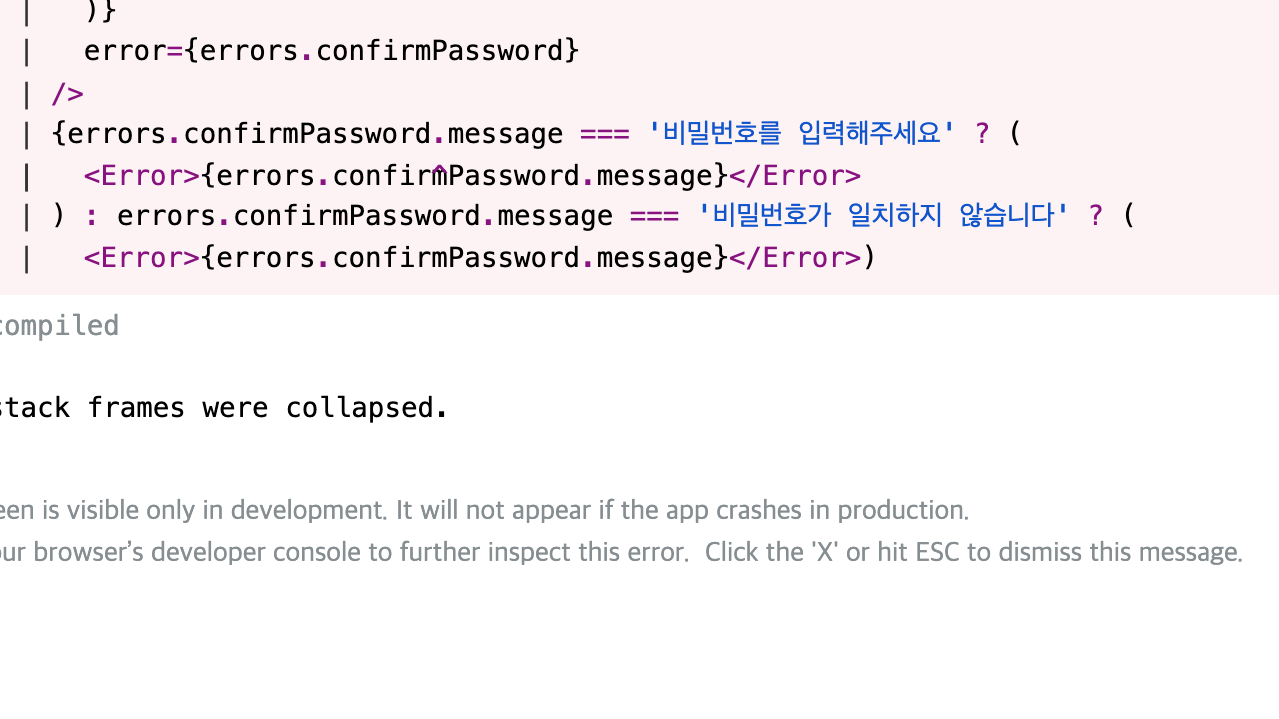 | )}
| error={errors.confirmPassword}
| />
| {errors.confirmPassword.message === '비밀번호를 입력해주세요' ? (
^
| <Error>{errors.confirmPassword.message}</Error>
| ) : errors.confirmPassword.message === '비밀번호가 일치하지 않습니다' ? (
| <Error>{errors.confirmPassword.message}</Error>)
compiled
stack frames were collapsed.
is visible only in development. It will not appear if the app crashes in production.
browser’s developer console to further inspect this error. Click the 'X' or hit ESC to dismiss this message.